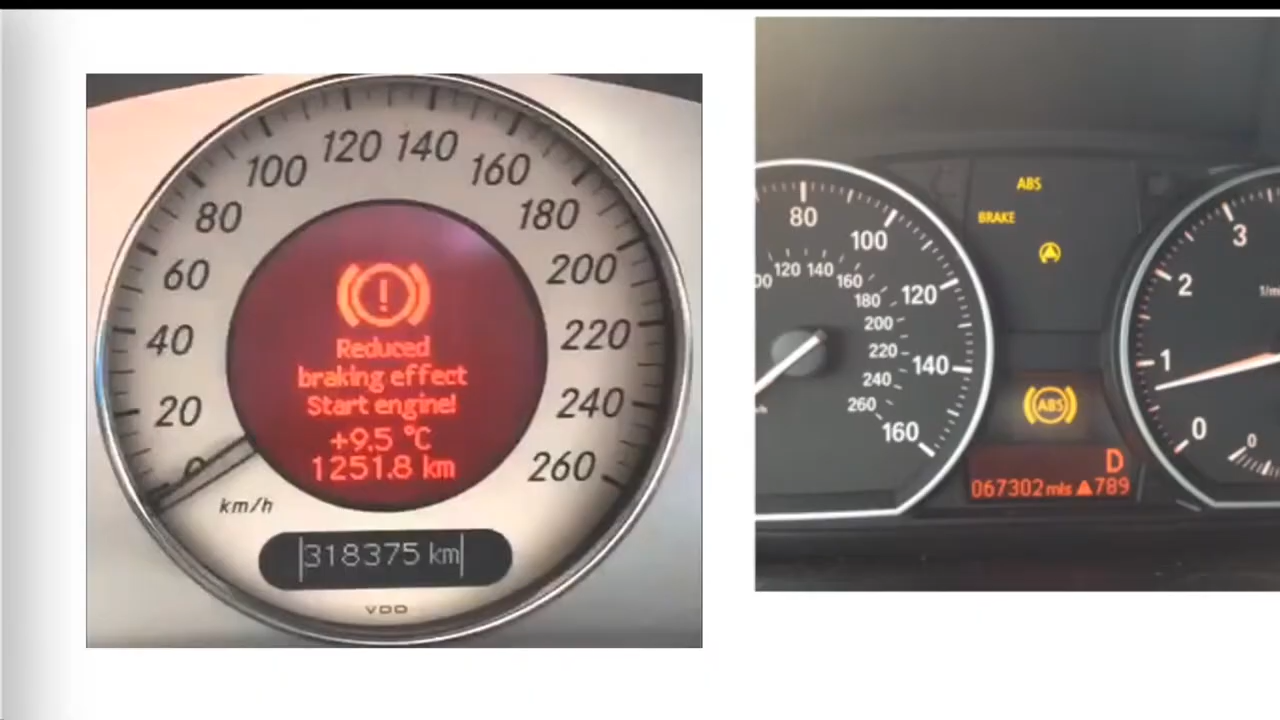 120 140
100 160
80 180
60 200
40 220
20 240
0 260
!
Reduced
braking effect
Start engine!
+9.5 °C
1251.8 km
km/h
318375 km
VDO
ABS
BRAKE
80
100
120
140
160
120 140
160
180
200
220
240
260
ABS
D
067302 mls ▲789
3
2
1
0
0